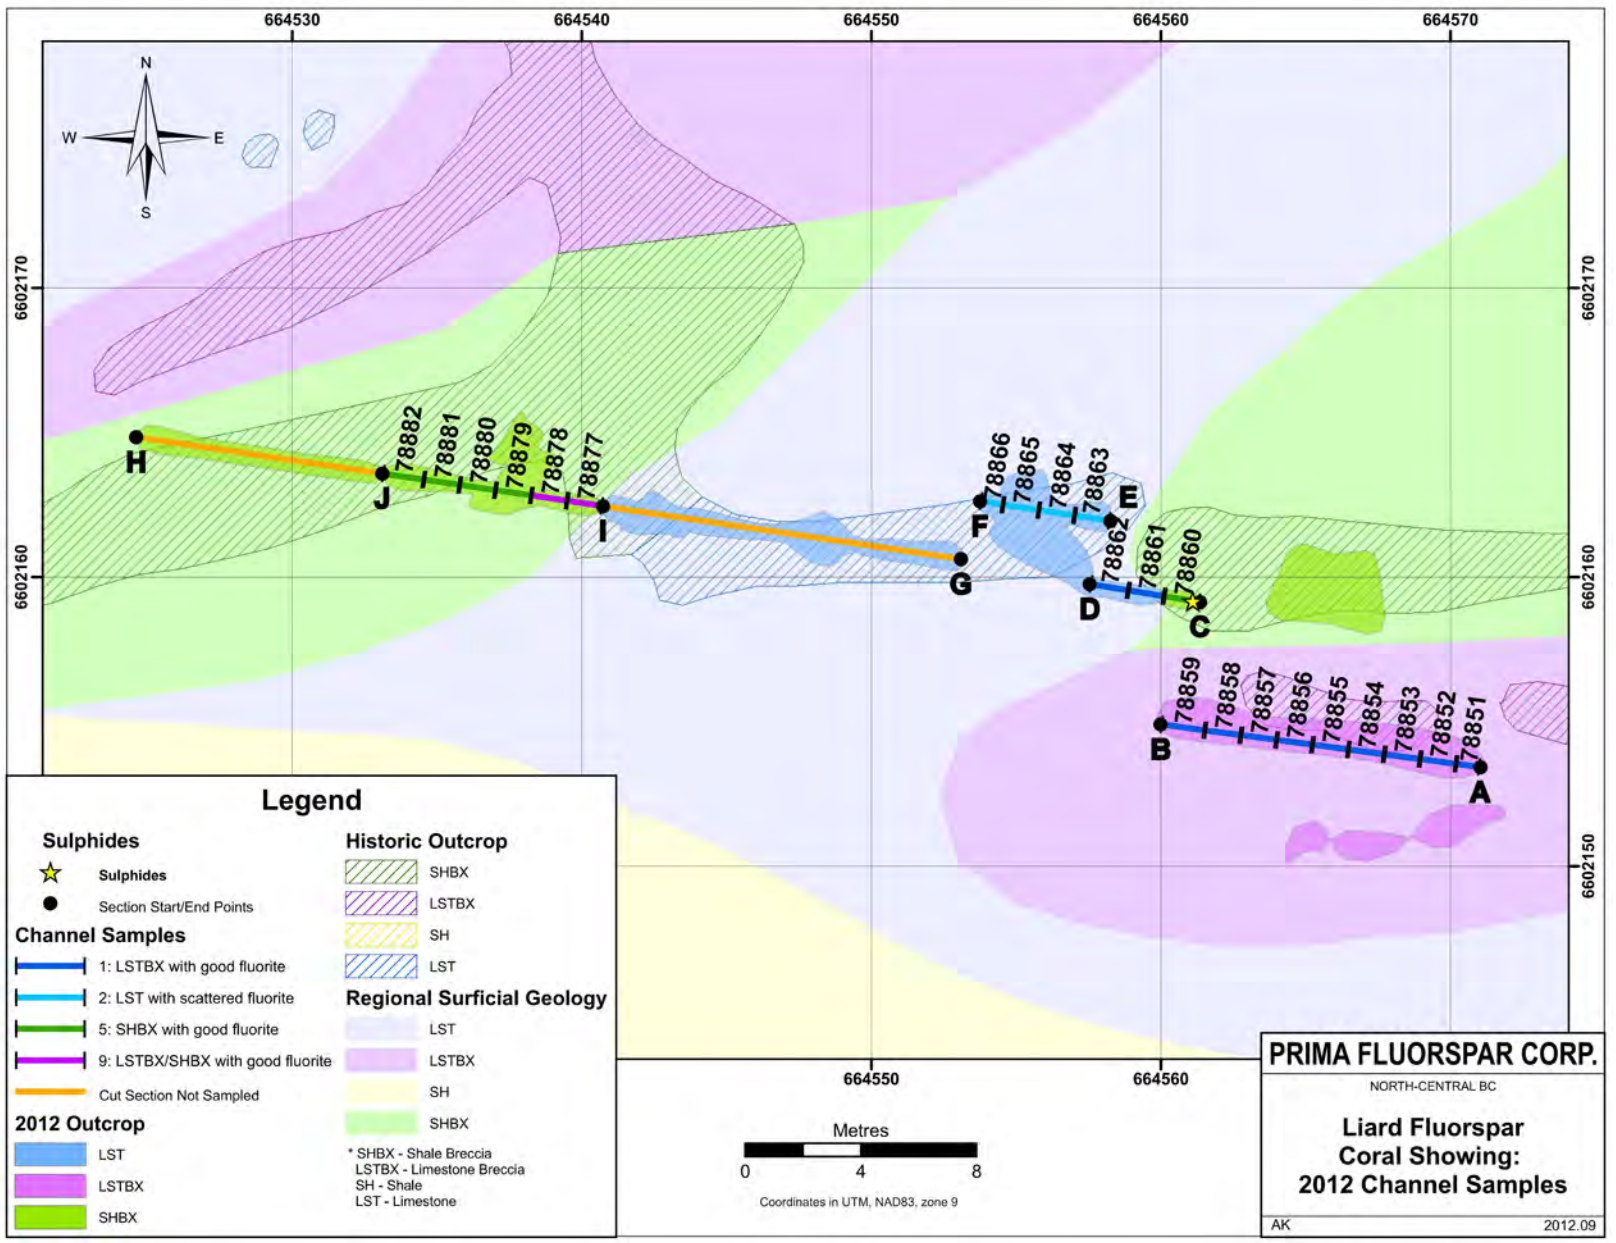 664530
664540
664550
664560
664570
N
W
E
S
6602170
6602170
6602160
6602160
6602150
H
J
I
G
F
E
D
C
B
A
78882
78881
78880
78879
78878
78877
78866
78865
78864
78863
78862
78861
78860
78859
78858
78857
78856
78855
78854
78853
78852
78851
Legend
Sulphides
Sulphides
Section Start/End Points
Channel Samples
1: LSTBX with good fluorite
2: LST with scattered fluorite
5: SHBX with good fluorite
9: LSTBX/SHBX with good fluorite
Cut Section Not Sampled
2012 Outcrop
LST
LSTBX
SHBX
Historic Outcrop
SHBX
LSTBX
SH
LST
Regional Surficial Geology
LST
LSTBX
SH
SHBX
* SHBX - Shale Breccia
LSTBX - Limestone Breccia
SH - Shale
LST - Limestone
664550
664560
Metres
0 4 8
Coordinates in UTM, NAD83, zone 9
PRIMA FLUORSPAR CORP.
NORTH-CENTRAL BC
Liard Fluorspar
Coral Showing:
2012 Channel Samples
AK 2012.09